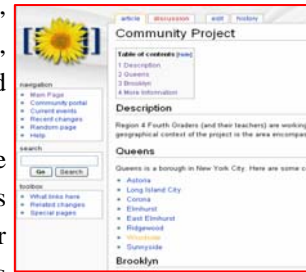 article discussion edit history
Community Project
Table of contents [hide]
1 Description
2 Queens
3 Brooklyn
4 More Information
Description
Region 4 Fourth Graders (and their teachers) are working
geographical context of the project is the area encompas
Queens
Queens is a borough in New York City. Here are some c
Astoria
Long Island City
Corona
Elmhurst
East Elmhurst
Ridgewood
Woodside
Sunnyside
Brooklyn
navigation
Main Page
Community portal
Current events
Recent changes
Random page
Help
search
Go Search
toolbox
What links here
Related changes
Special pages